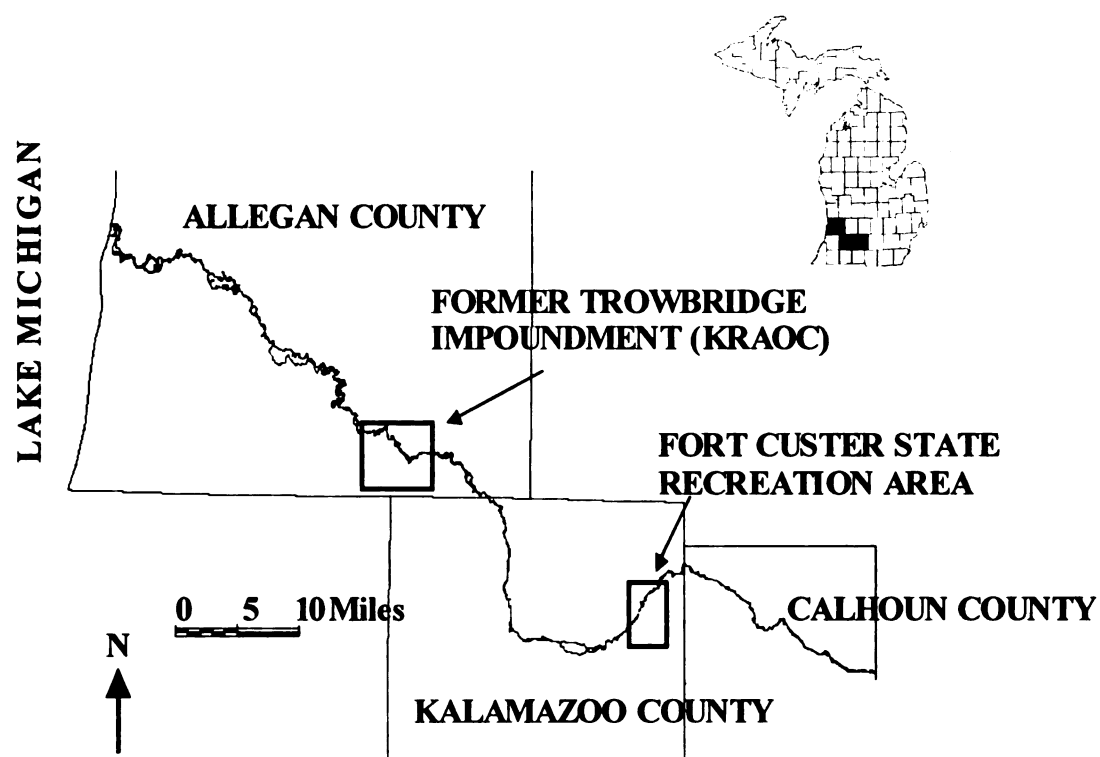 LAKE MICHIGAN
ALLEGAN COUNTY
FORMER TROWBRIDGE
IMPOUNDMENT (KRAOC)
FORT CUSTER STATE
RECREATION AREA
0 5 10 Miles
CALHOUN COUNTY
N
KALAMAZOO COUNTY